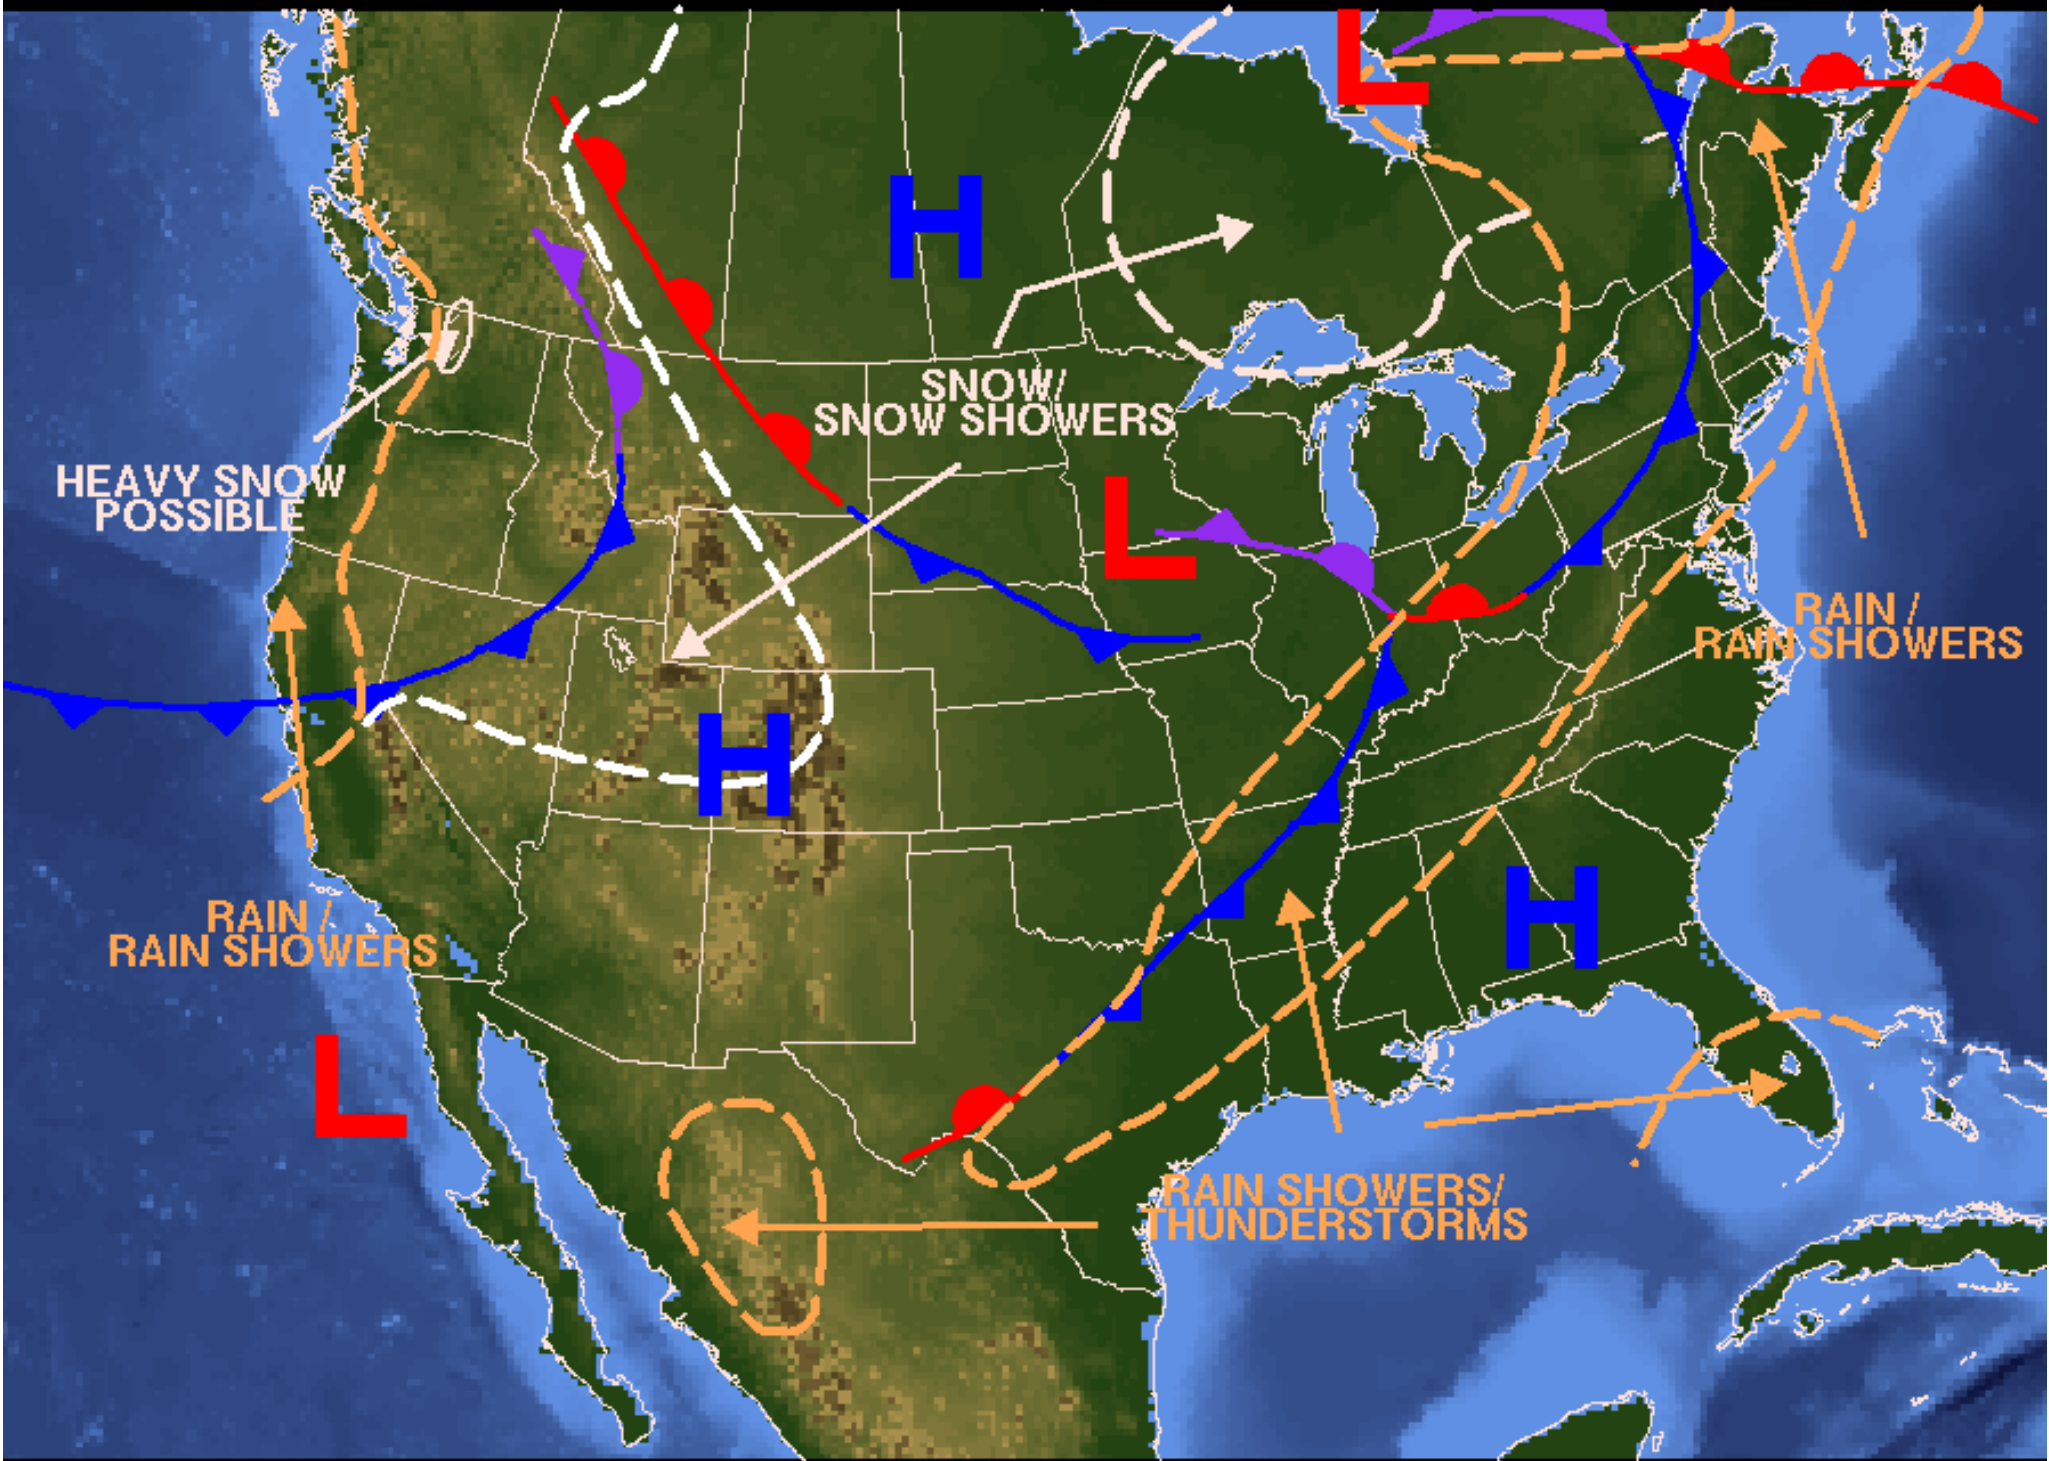 L
H
SNOW/
SNOW SHOWERS
HEAVY SNOW
POSSIBLE
L
RAIN /
RAIN SHOWERS
H
H
RAIN /
RAIN SHOWERS
L
RAIN SHOWERS/
THUNDERSTORMS